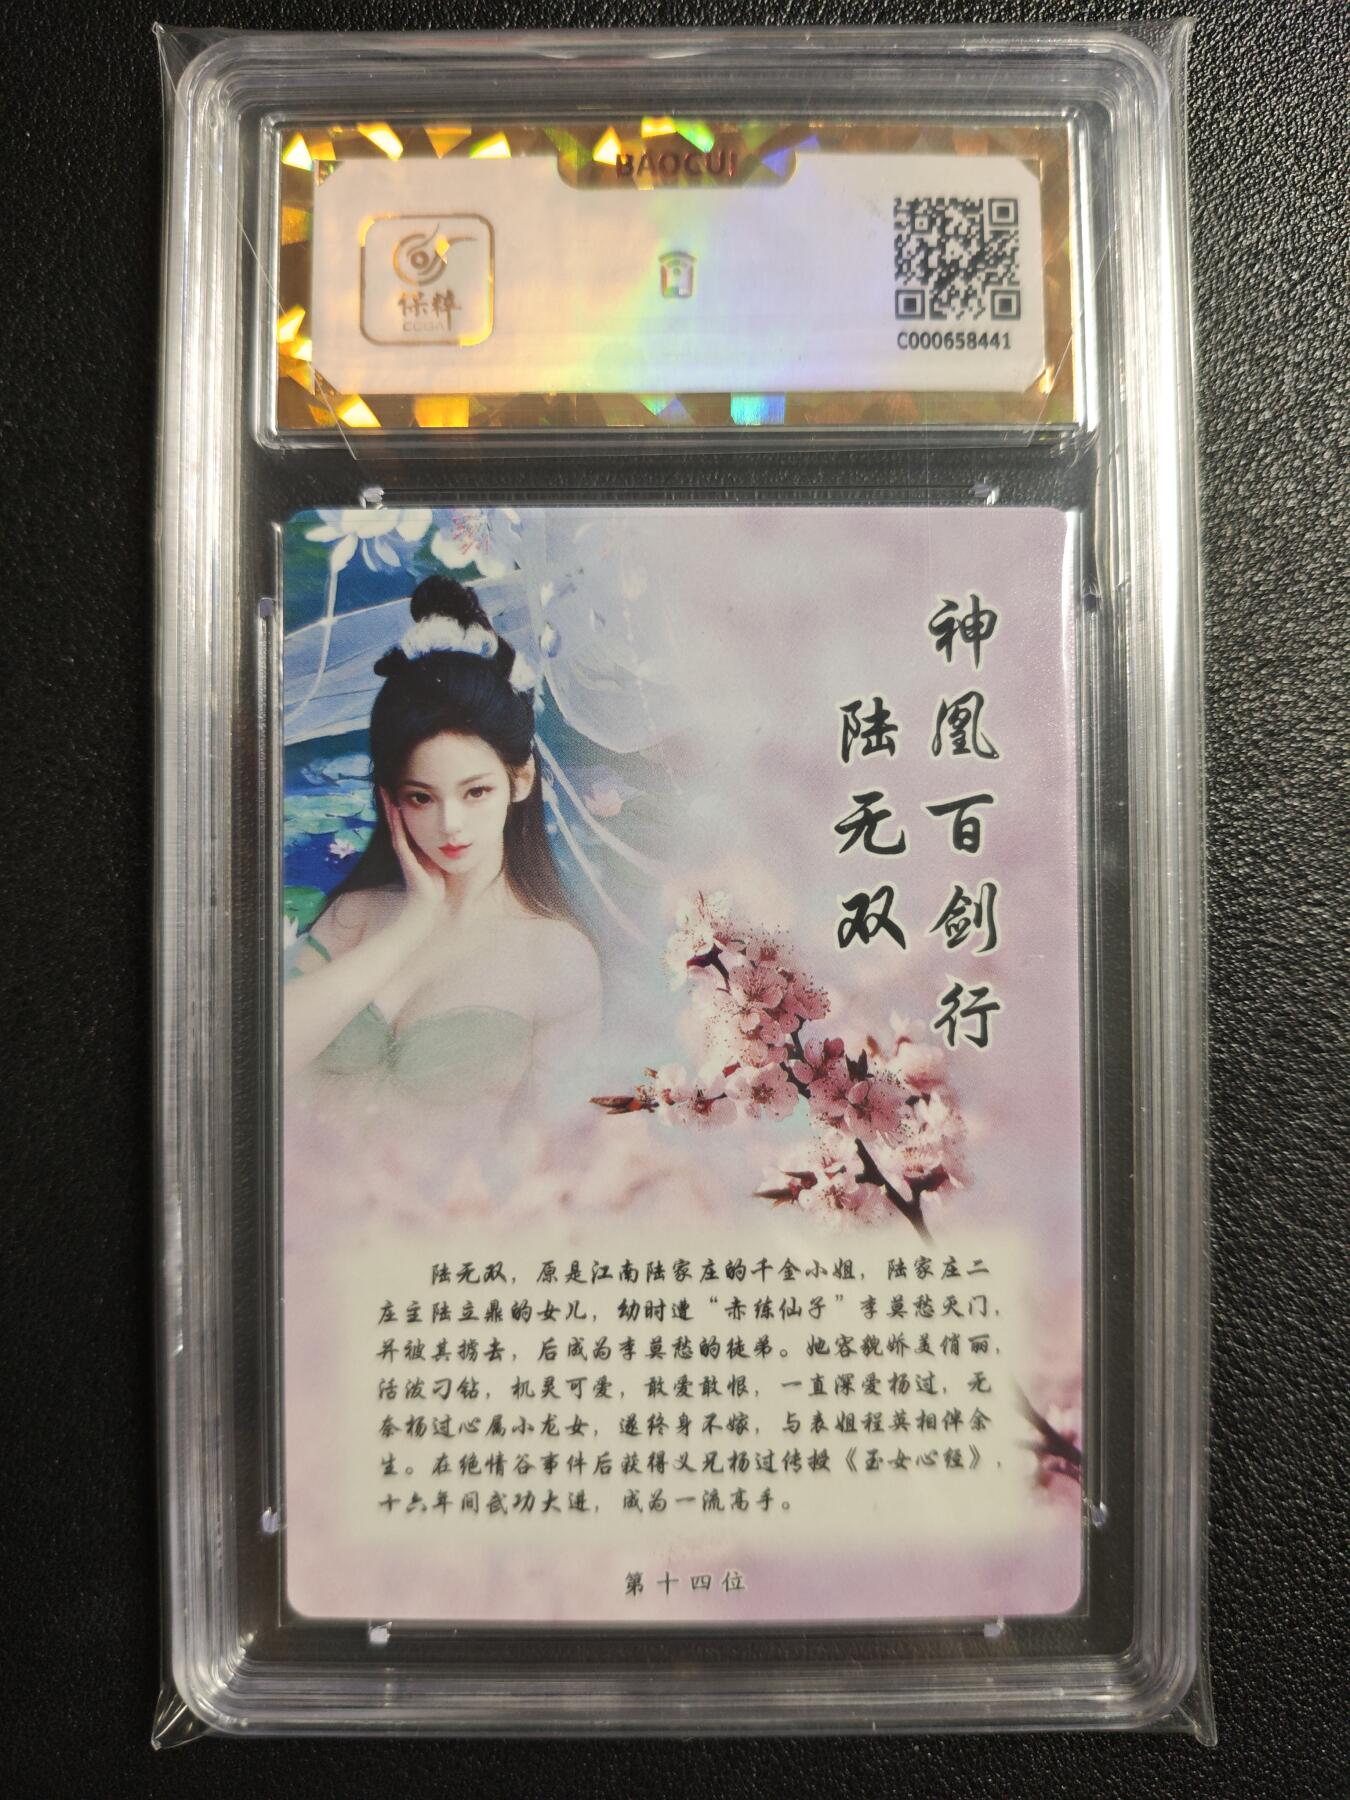 BAOCUI
保粹
CCGA
C000658441
神凰百剑行
陆无双
陆无双，原是江南陆家庄的千金小姐，陆家庄二
庄主陆立鼎的女儿，幼时遭“赤练仙子”李莫愁灭门，
并被其掳去，后成为李莫愁的徒弟。她容貌娇美俏丽，
活泼刁钻，机灵可爱，敢爱敢恨，一直深爱杨过，无
奈杨过心属小龙女，遂终身不嫁，与表姐程英相伴余
生。在绝情谷事件后获得义兄杨过传授《玉女心经》，
十六年间武功大进，成为一流高手。
第十四位